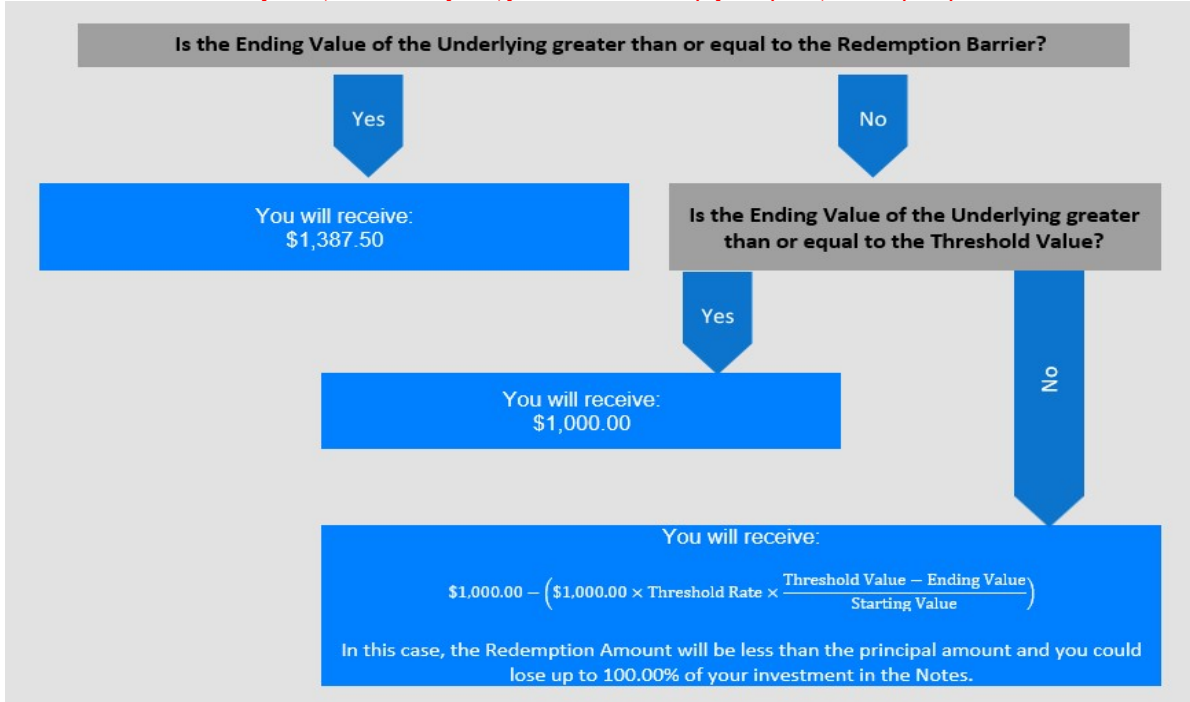 Is the Ending Value of the Underlying greater than or equal to the Redemption Barrier?
Yes
No
You will receive:
$1,387.50
Is the Ending Value of the Underlying greater
than or equal to the Threshold Value?
Yes
No
You will receive:
$1,000.00
You will receive:
$1,000.00 − ($1,000.00 × Threshold Rate × (Threshold Value − Ending Value / Starting Value))
In this case, the Redemption Amount will be less than the principal amount and you could
lose up to 100.00% of your investment in the Notes.